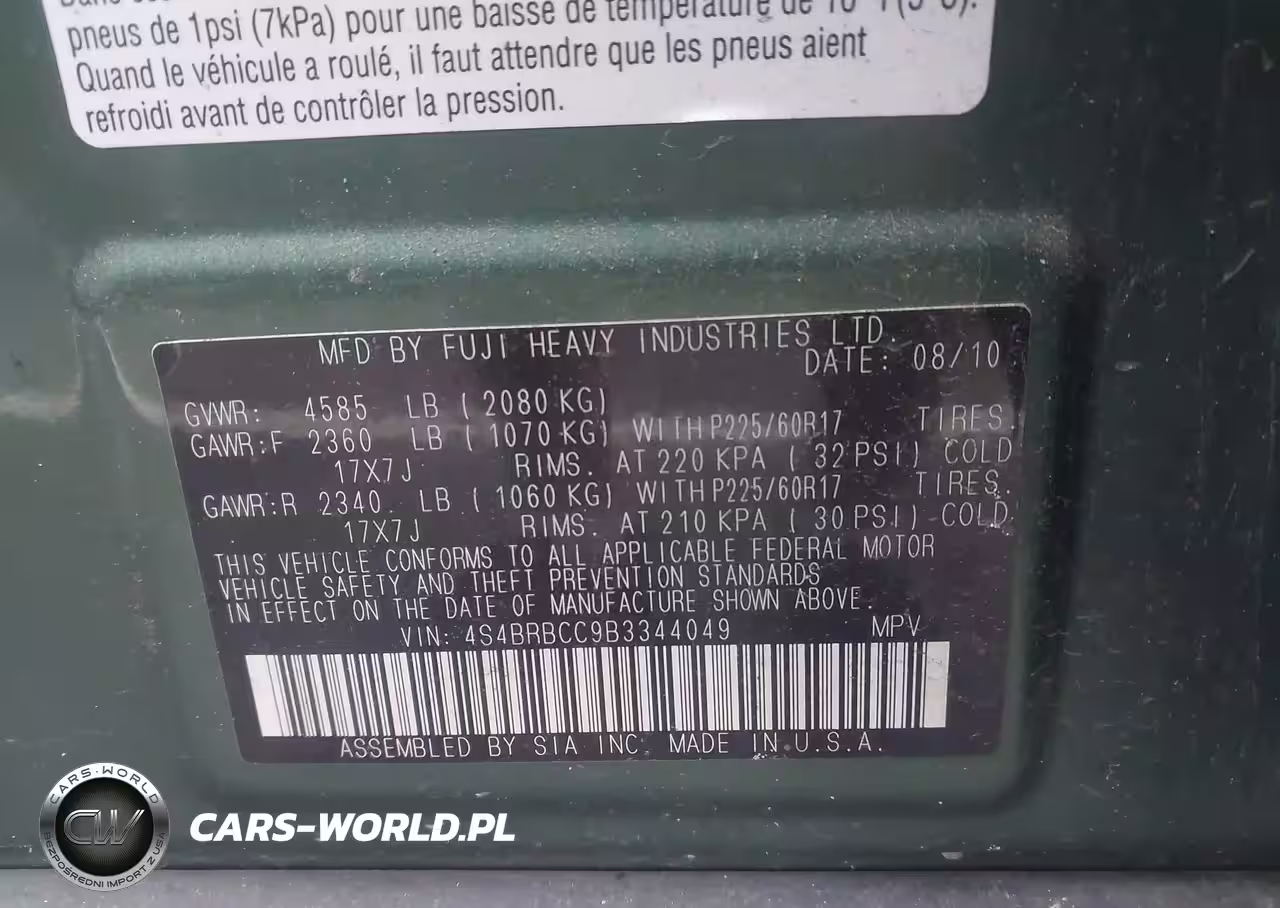 pneus de 1psi (7kPa) pour une baisse de température de
Quand le véhicule a roulé, il faut attendre que les pneus aient
refroidi avant de contrôler la pression.
MFD BY FUJI HEAVY INDUSTRIES LTD.
DATE: 08/10
GVWR: 4585 LB ( 2080 KG)
GAWR:F 2360 LB ( 1070 KG) WITH P225/60R17 TIRES.
17X7J RIMS. AT 220 KPA ( 32 PSI) COLD
GAWR:R 2340 LB ( 1060 KG) WITH P225/60R17 TIRES.
17X7J RIMS. AT 210 KPA ( 30 PSI) COLD.
THIS VEHICLE CONFORMS TO ALL APPLICABLE FEDERAL MOTOR
VEHICLE SAFETY AND THEFT PREVENTION STANDARDS
IN EFFECT ON THE DATE OF MANUFACTURE SHOWN ABOVE.
VIN: 4S4BRBCC9B3344049 MPV
ASSEMBLED BY SIA INC. MADE IN U.S.A.
CARS-WORLD
CW
BEZPOŚREDNI IMPORT Z USA
CARS-WORLD.PL